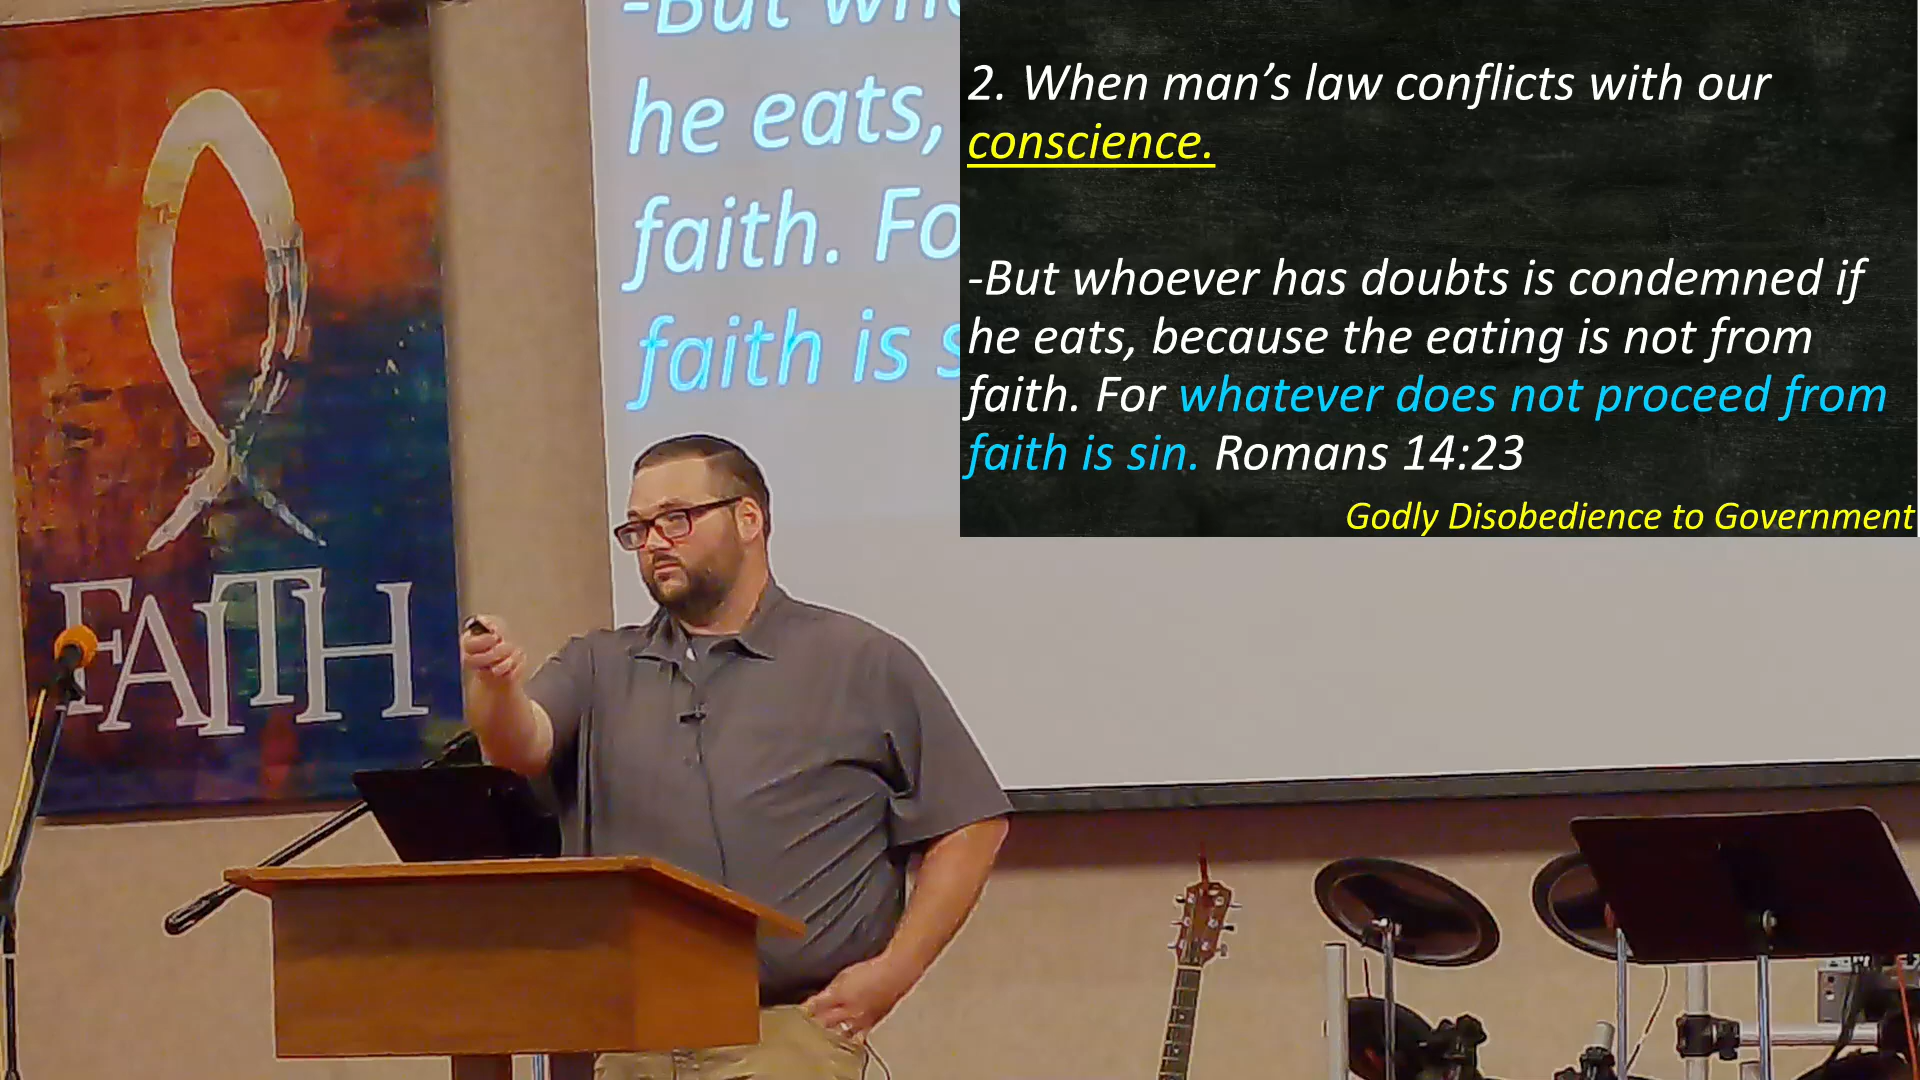 FAITH
-But who
he eats,
faith. Fo
faith is s
2. When man's law conflicts with our
conscience.
-But whoever has doubts is condemned if
he eats, because the eating is not from
faith. For whatever does not proceed from
faith is sin. Romans 14:23
Godly Disobedience to Government